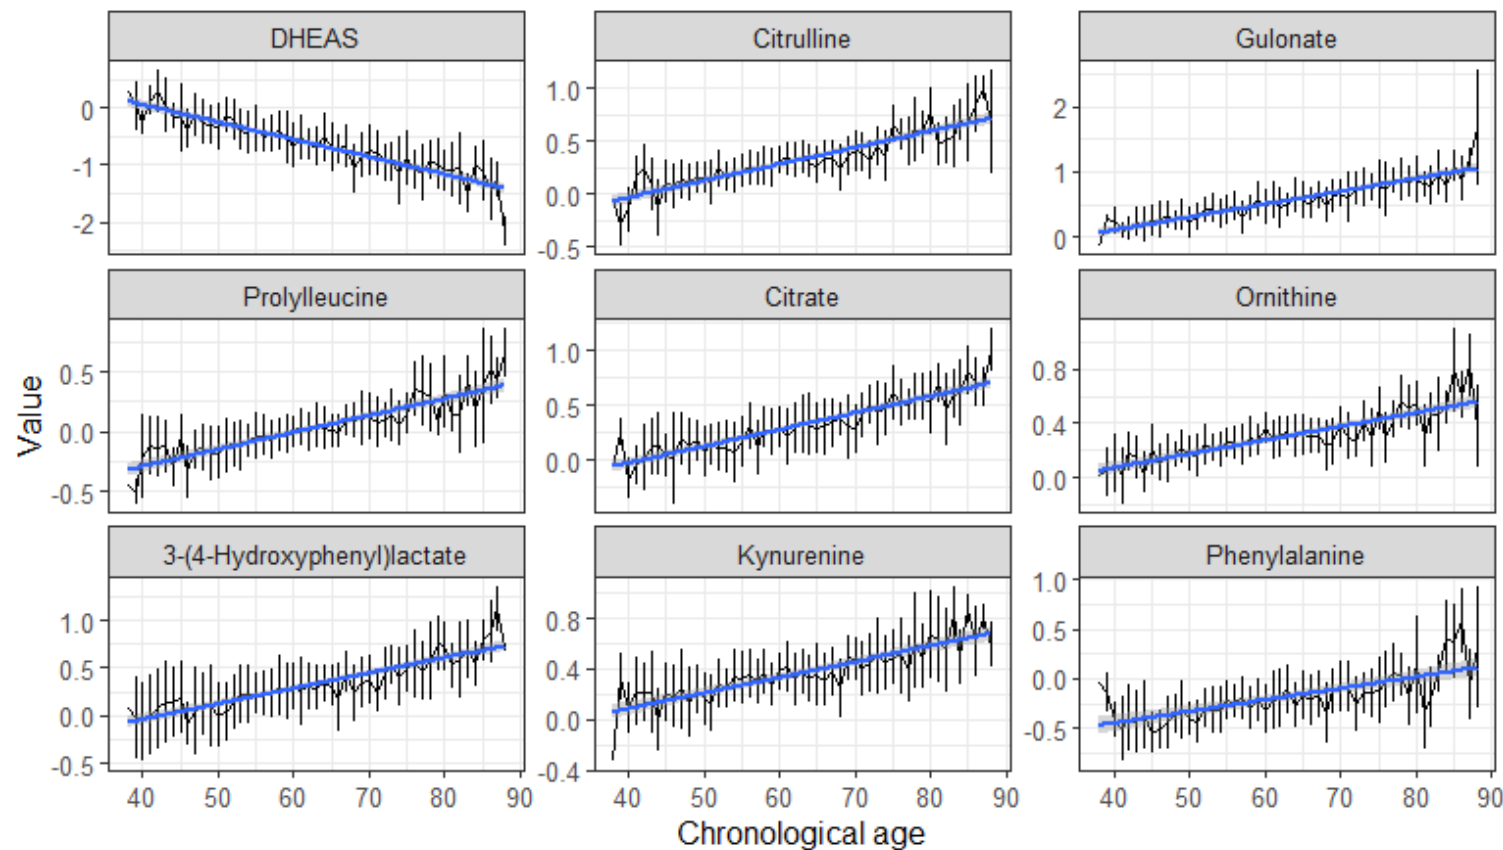 DHEAS
Citrulline
Gulonate
0
-1
-2
1.0
0.5
0.0
-0.5
2
1
0
Prolylleucine
Citrate
Ornithine
Value
0.5
0.0
-0.5
1.0
0.5
0.0
0.8
0.4
0.0
3-(4-Hydroxyphenyl)lactate
Kynurenine
Phenylalanine
1.0
0.5
0.0
-0.5
0.8
0.4
0.0
-0.4
1.0
0.5
0.0
-0.5
40 50 60 70 80 90
40 50 60 70 80 90
40 50 60 70 80 90
Chronological age